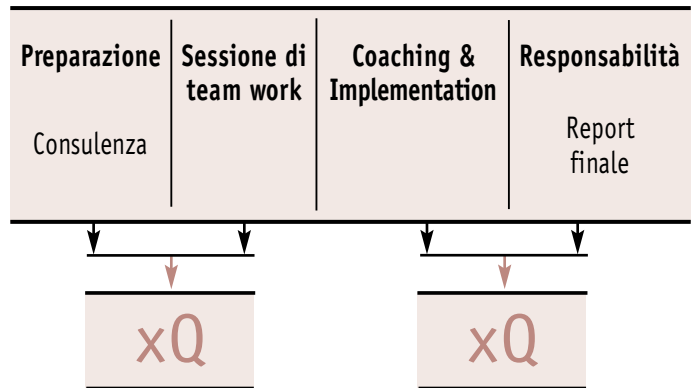 Preparazione
Consulenza
Sessione di
team work
Coaching &
Implementation
Responsabilità
Report
finale
xQ
xQ